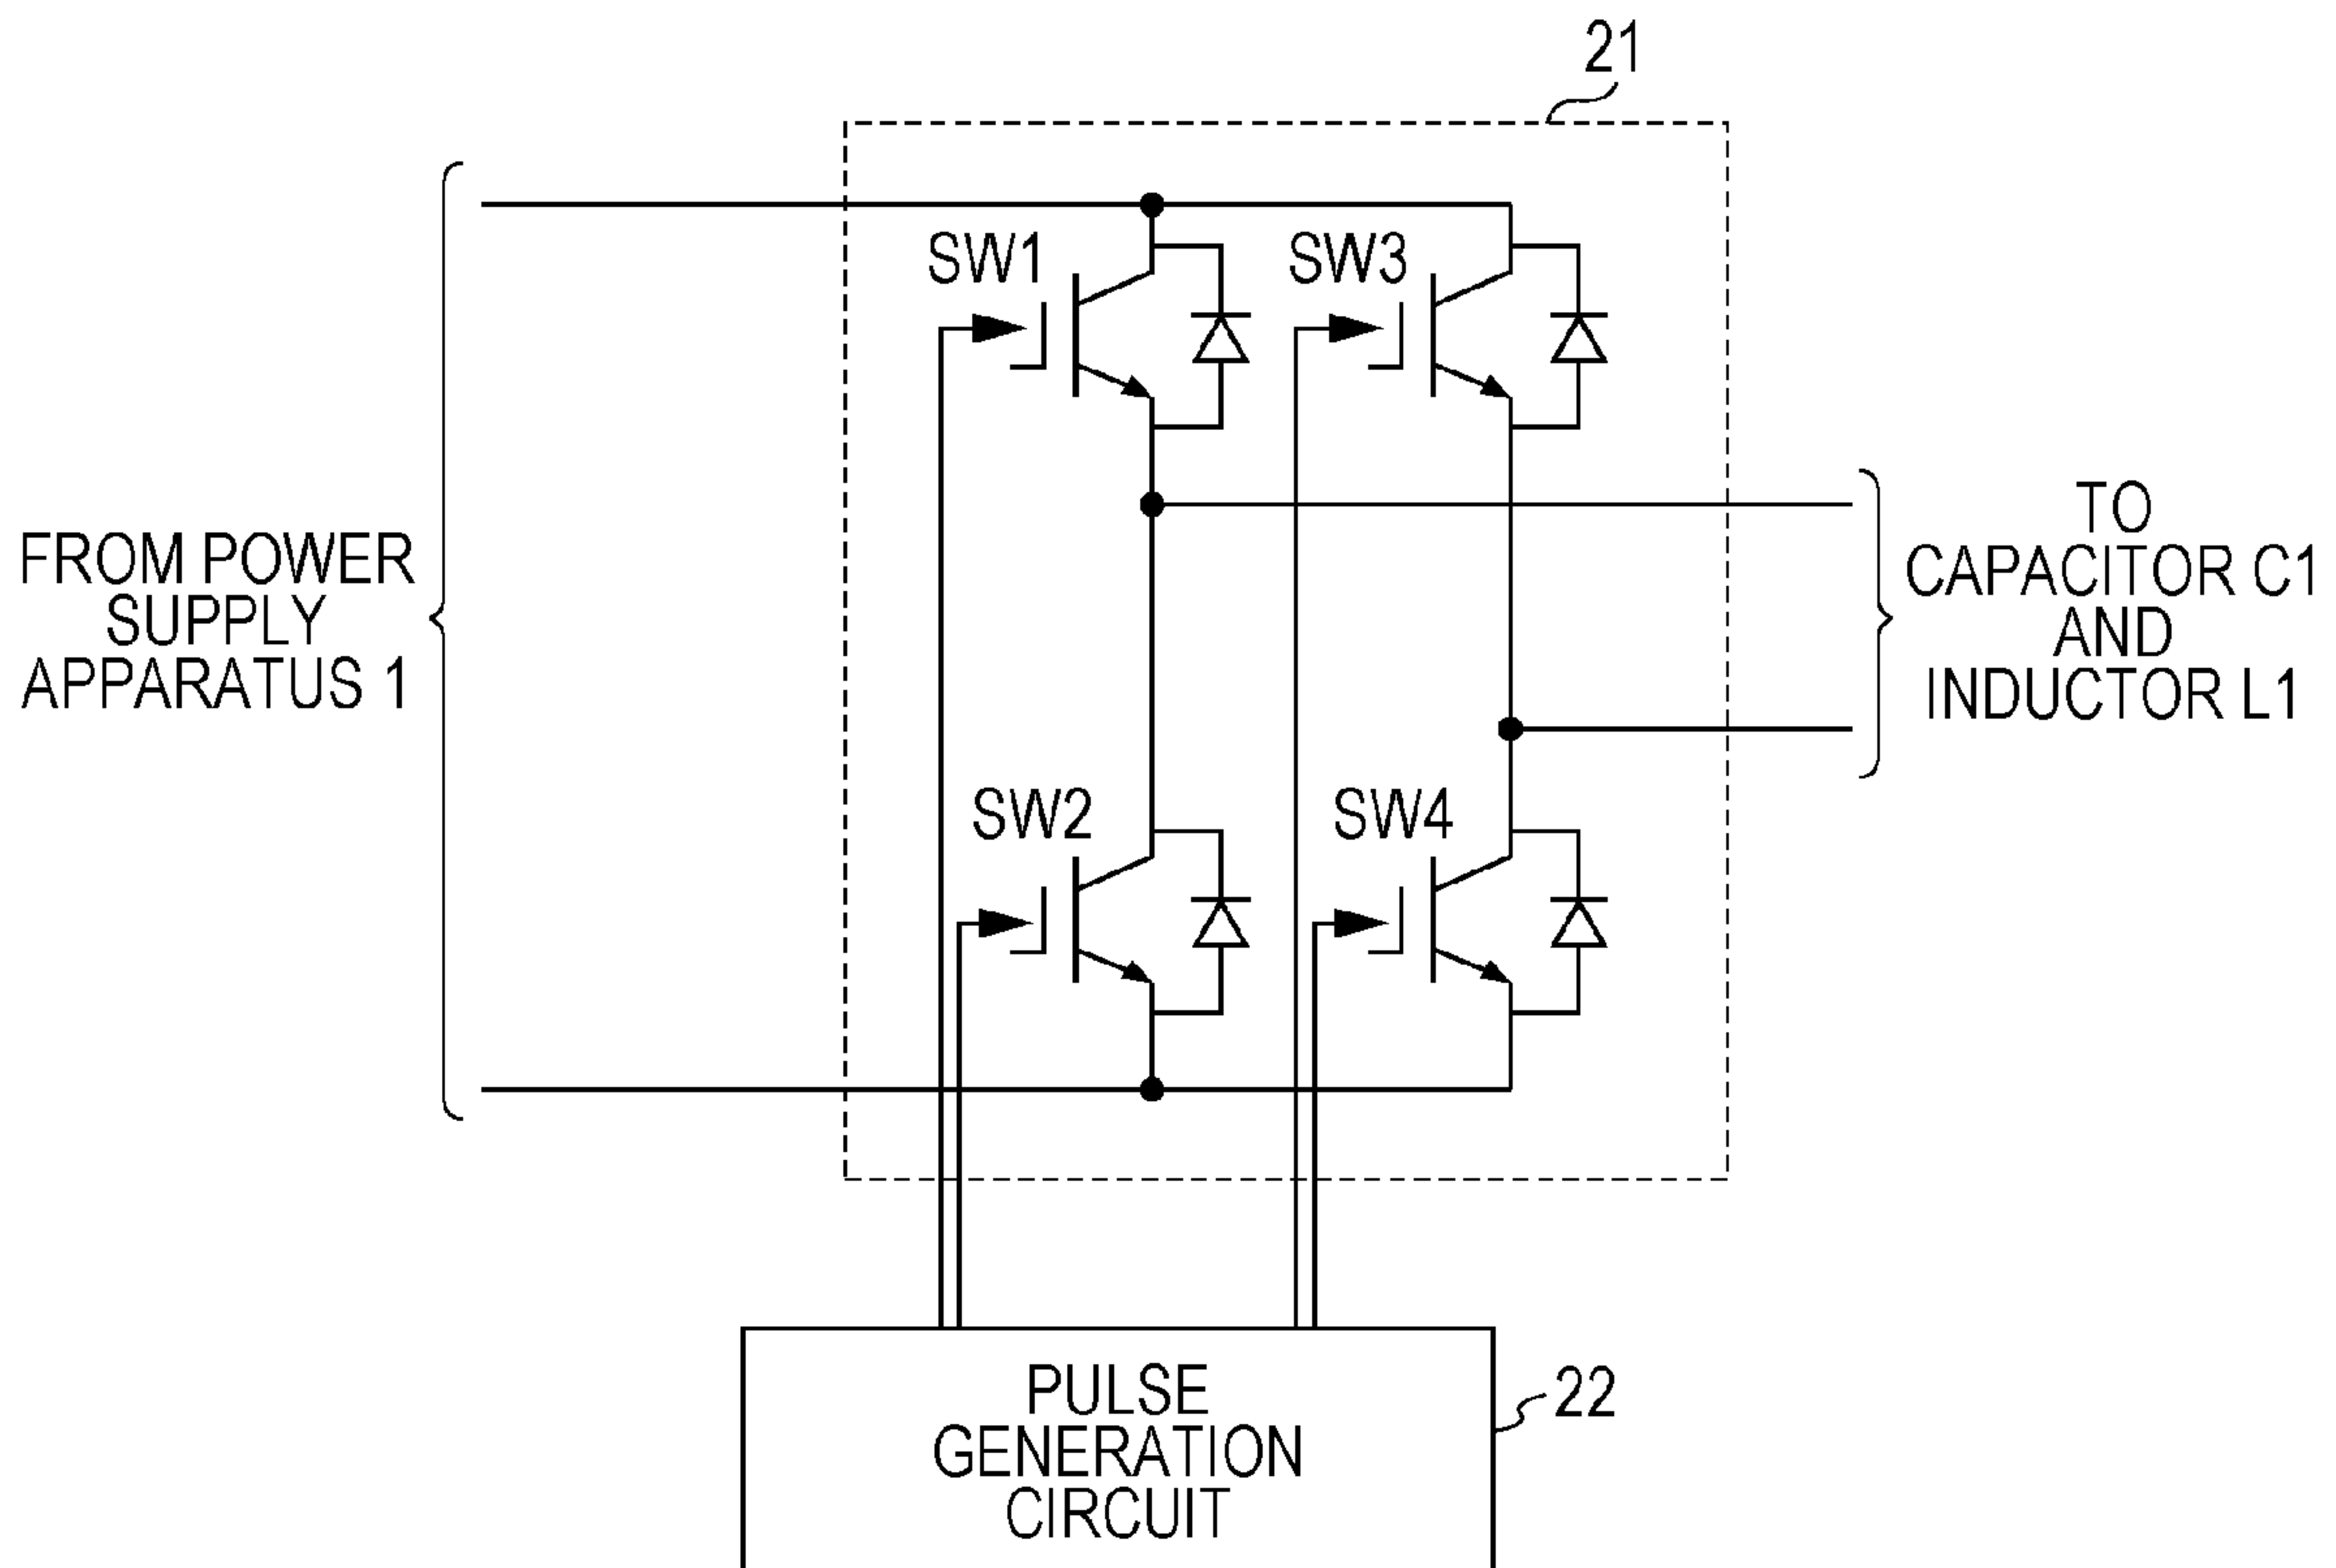 21
SW1
SW3
FROM POWER
SUPPLY
APPARATUS 1
TO
CAPACITOR C1
AND
INDUCTOR L1
SW2
SW4
PULSE
GENERATION
CIRCUIT
22